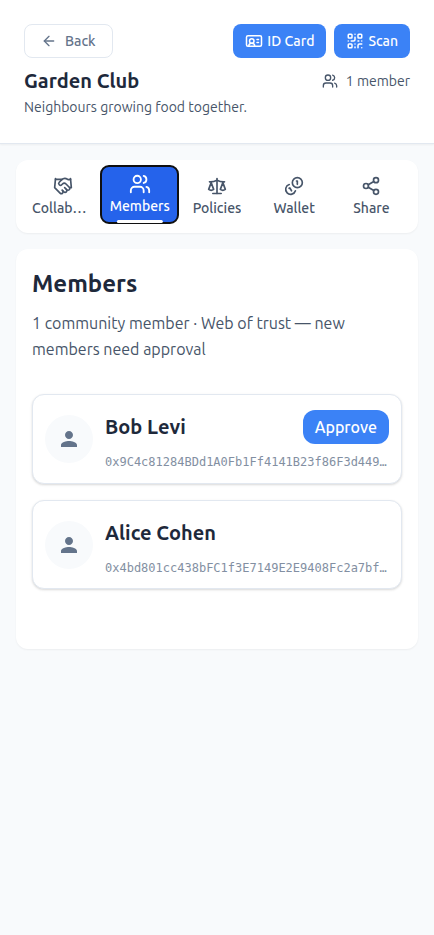 Back
ID Card
Scan
Garden Club
1 member
Neighbours growing food together.
Collab…
Members
Policies
Wallet
Share
Members
1 community member · Web of trust — new
members need approval
Bob Levi
Approve
0x9C4c81284BDd1A0Fb1Ff4141B23f86F3d449…
Alice Cohen
0x4bd801cc438bFC1f3E7149E2E9408Fc2a7bf…